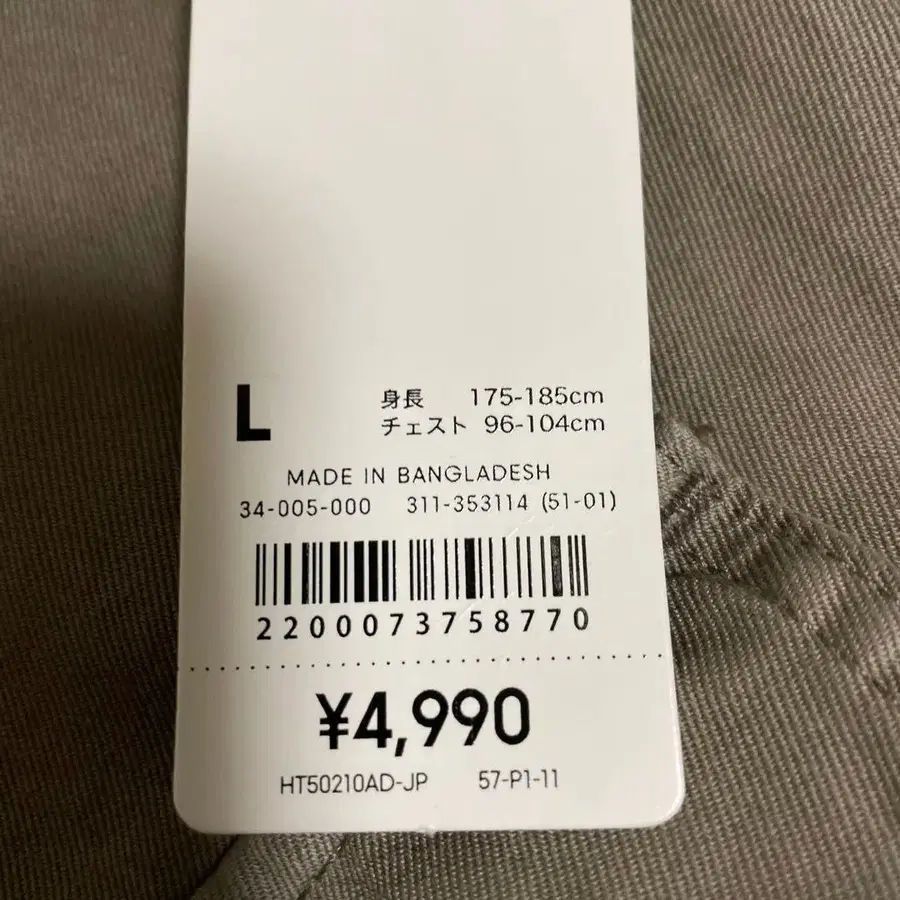 L 身長 175-185cm
チェスト 96-104cm
MADE IN BANGLADESH
34-005-000 311-353114 (51-01)
2200073758770
¥4,990
HT50210AD-JP 57-P1-11